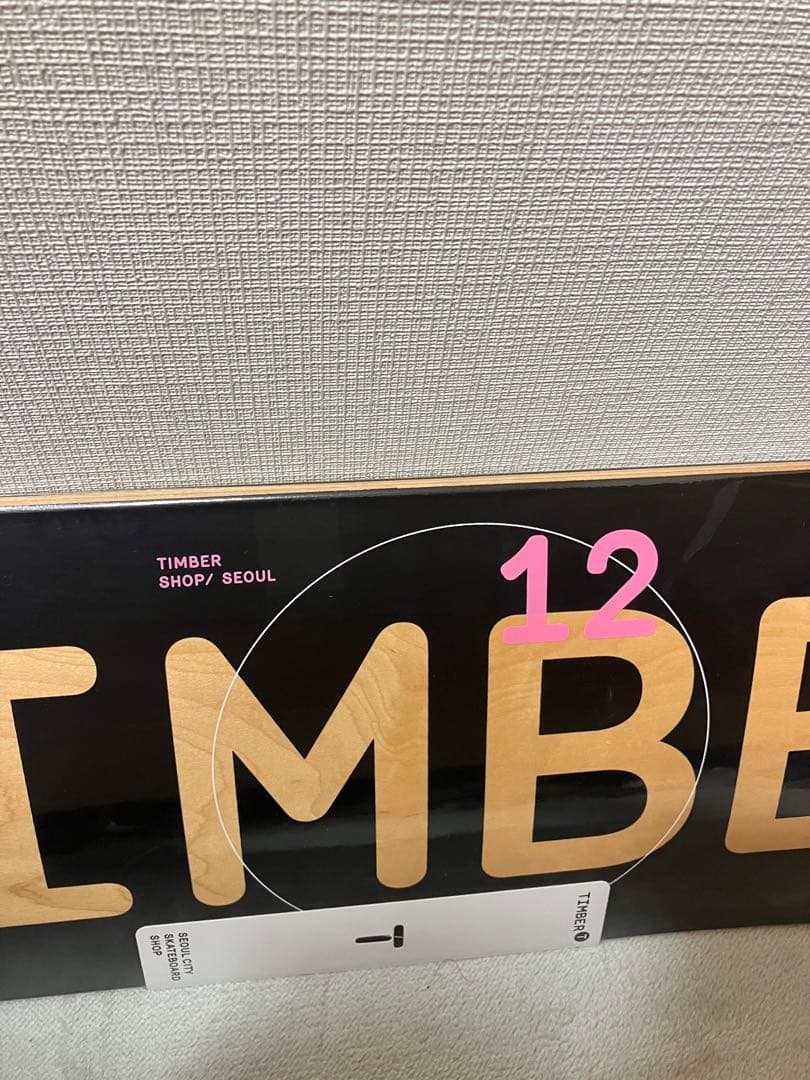 TIMBER
SHOP/ SEOUL
12
IMBE
TIMBER T
T
SEOUL CITY
SKATEBOARD
SHOP